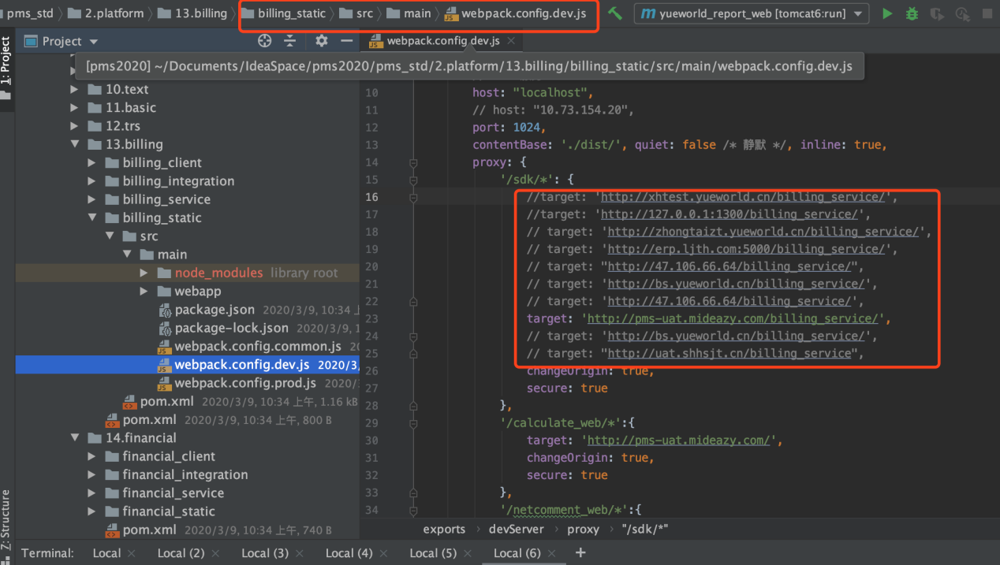 pms_std 2.platform 13.billing billing_static src main webpack.config.dev.js yueworld_report_web [tomcat6:run]
Project webpack.config.dev.js
[pms2020] ~/Documents/IdeaSpace/pms2020/pms_std/2.platform/13.billing/billing_static/src/main/webpack.config.dev.js
1: Project
Z: Structure
10.text
11.basic
12.trs
13.billing
billing_client
billing_integration
billing_service
billing_static
src
main
node_modules library root
webapp
package.json 2020/3/9, 10:34
package-lock.json 2020/3/9, 1
webpack.config.common.js 20
webpack.config.dev.js 2020/3/
webpack.config.prod.js 2020/
pom.xml 2020/3/9, 10:34 上午, 1.16 kB
pom.xml 2020/3/9, 10:34 上午, 800 B
14.financial
financial_client
financial_integration
financial_service
financial_static
pom.xml 2020/3/9, 10:34 上午, 740 B
10 host: "localhost",
11 // host: "10.73.154.20",
12 port: 1024,
13 contentBase: './dist/', quiet: false /* 静默 */, inline: true,
14 proxy: {
15 '/sdk/*': {
16 //target: 'http://xhtest.yueworld.cn/billing_service/',
17 //target: 'http://127.0.0.1:1300/billing_service/',
18 // target: 'http://zhongtaizt.yueworld.cn/billing_service/',
19 // target: 'http://erp.ljth.com:5000/billing_service/',
20 // target: "http://47.106.66.64/billing_service/",
21 // target: 'http://bs.yueworld.cn/billing_service/',
22 // target: 'http://47.106.66.64/billing_service/',
23 target: 'http://pms-uat.mideazy.com/billing_service/',
24 // target: 'http://bs.yueworld.cn/billing_service/',
25 // target: "http://uat.shhsjt.cn/billing_service",
26 changeOrigin: true,
27 secure: true
28 },
29 '/calculate_web/*':{
30 target: 'http://pms-uat.mideazy.com/',
31 changeOrigin: true,
32 secure: true
33 },
34 '/netcomment_web/*':{
exports devServer proxy "/sdk/*"
Terminal: Local Local (2) Local (3) Local (4) Local (5) Local (6)